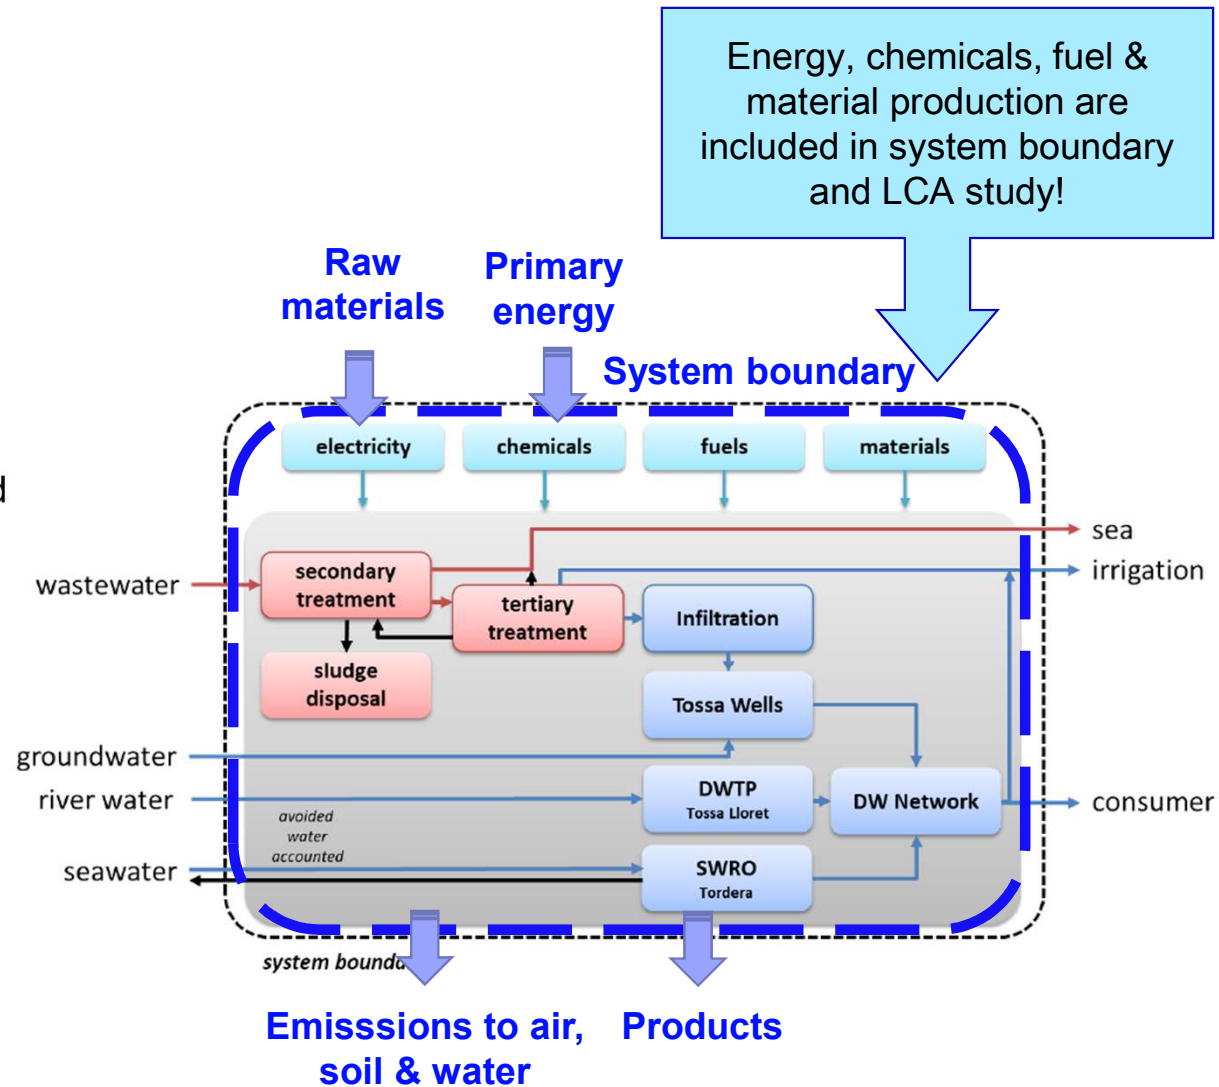 Energy, chemicals, fuel &
material production are
included in system boundary
and LCA study!
Raw
materials
Primary
energy
System boundary
electricity
chemicals
fuels
materials
sea
irrigation
wastewater
secondary
treatment
tertiary
treatment
Infiltration
sludge
disposal
Tossa Wells
groundwater
river water
DWTP
Tossa Lloret
DW Network
consumer
avoided
water
accounted
seawater
SWRO
Tordera
system bounda
Emisssions to air,
soil & water
Products